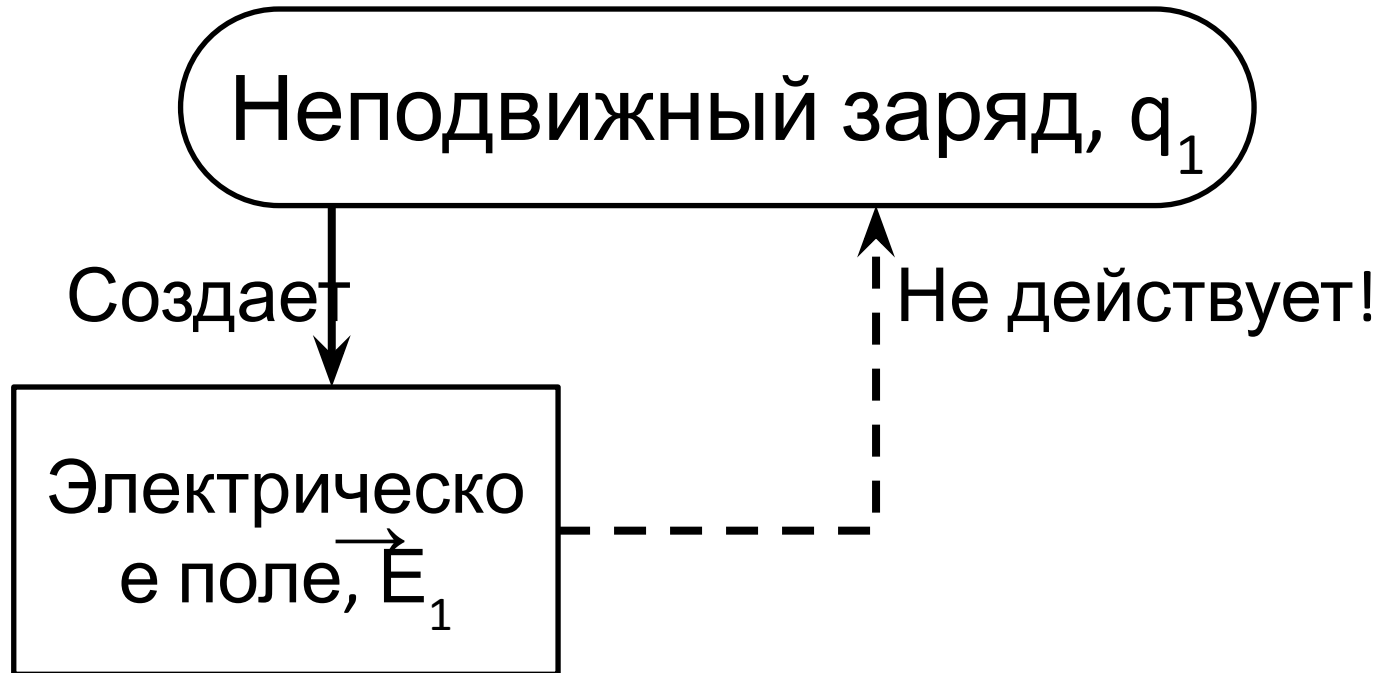 Неподвижный заряд, q₁
Создает
Не действует!
Электрическо
е поле, E₁